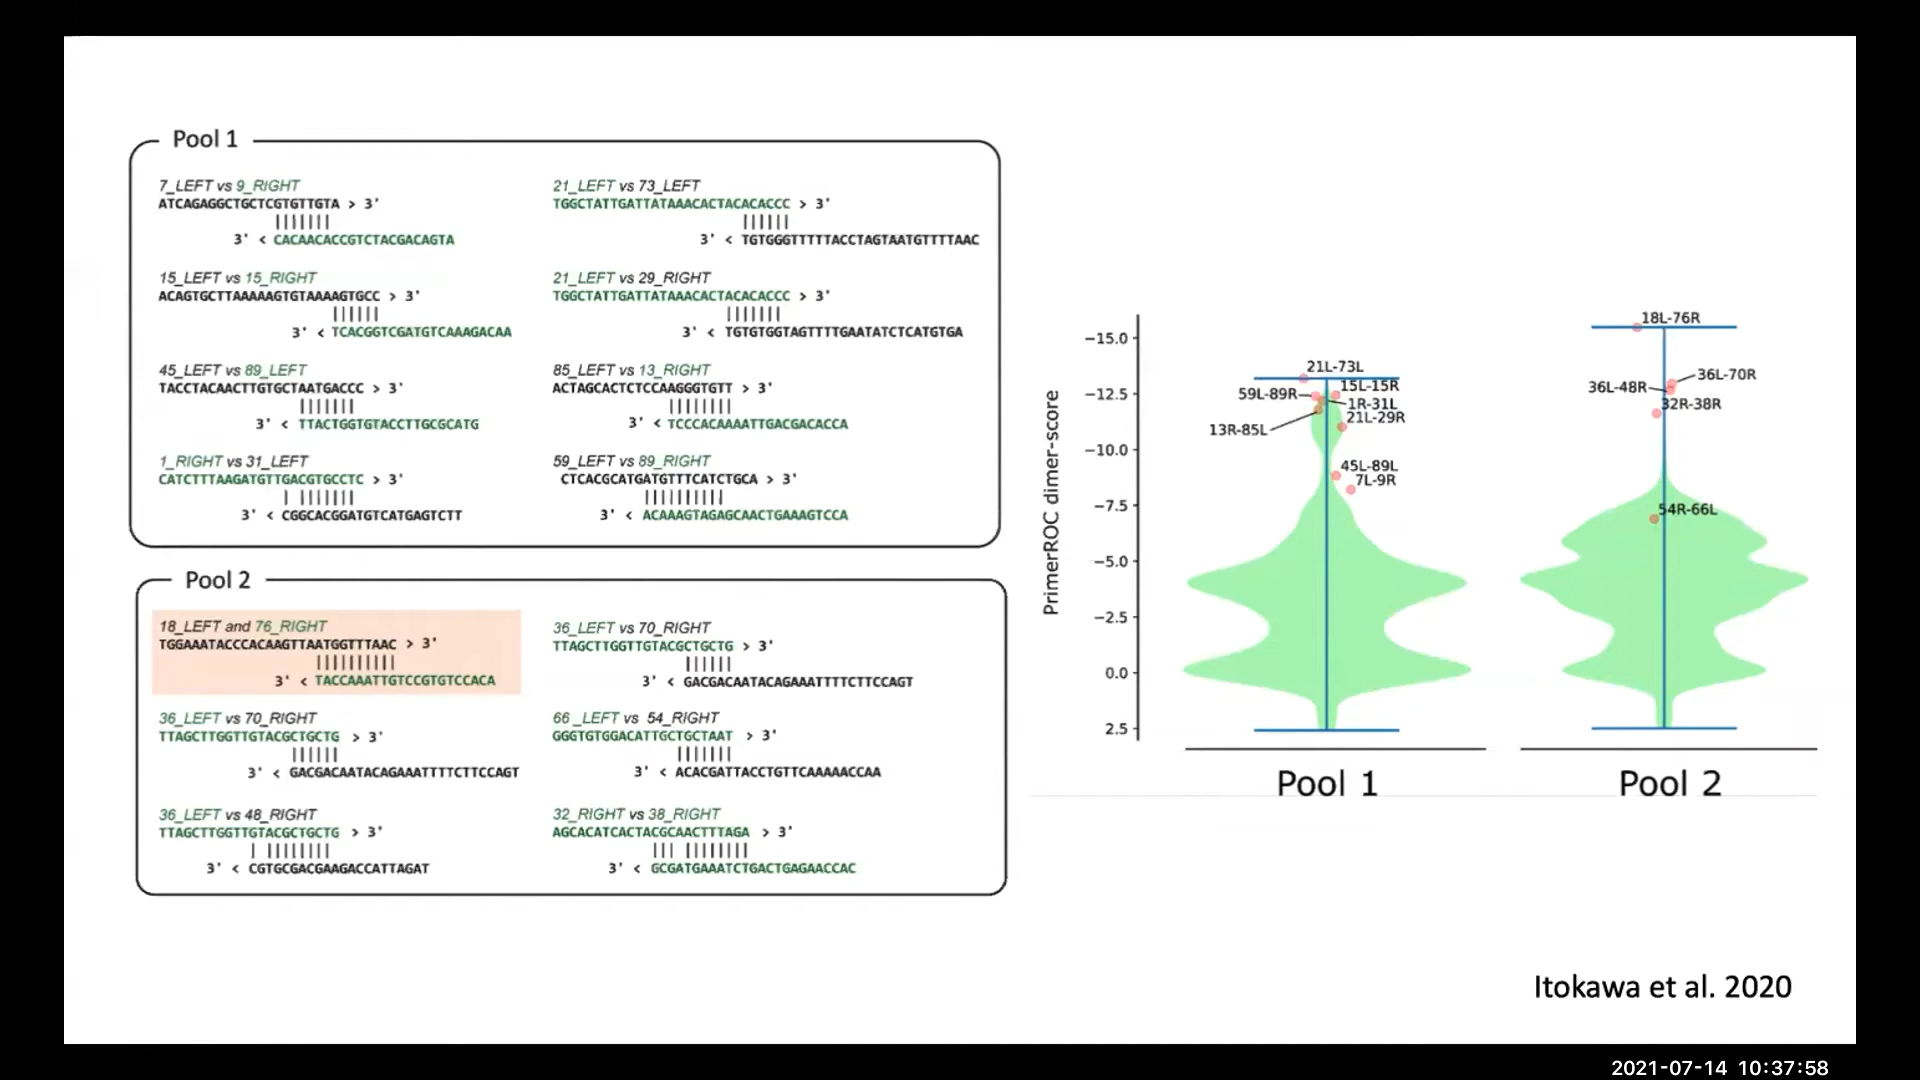 Pool 1
7_LEFT vs 9_RIGHT
ATCAGAGGCTGCTCGTGTTGTA > 3'
3' < CACAACACCGTCTACGACAGTA
15_LEFT vs 15_RIGHT
ACAGTGCTTAAAAAGTGTAAAAGTGCC > 3'
3' < TCACGGTCGATGTCAAAGACAA
45_LEFT vs 89_LEFT
TACCTACAACTTGTGCTAATGACCC > 3'
3' < TTACTGGTGTACCTTGCGCATG
1_RIGHT vs 31_LEFT
CATCTTTAAGATGTTGACGTGCCTC > 3'
3' < CGGCACGGATGTCATGAGTCTT
21_LEFT vs 73_LEFT
TGGCTATTGATTATAAACACTACACACCC > 3'
3' < TGTGGGTTTTTACCTAGTAATGTTTTAAC
21_LEFT vs 29_RIGHT
TGGCTATTGATTATAAACACTACACACCC > 3'
3' < TGTGTGGTAGTTTTGAATATCTCATGTGA
85_LEFT vs 13_RIGHT
ACTAGCACTCTCCAAGGGTGTT > 3'
3' < TCCCACAAAATTGACGACACCA
59_LEFT vs 89_RIGHT
CTCACGCATGATGTTTCATCTGCA > 3'
3' < ACAAAGTAGAGCAACTGAAAGTCCA
Pool 2
18_LEFT and 76_RIGHT
TGGAAATACCCACAAGTTAATGGTTTAAC > 3'
3' < TACCAAATTGTCCGTGTCCACA
36_LEFT vs 70_RIGHT
TTAGCTTGGTTGTACGCTGCTG > 3'
3' < GACGACAATACAGAAATTTTCTTCCAGT
36_LEFT vs 48_RIGHT
TTAGCTTGGTTGTACGCTGCTG > 3'
3' < CGTGCGACGAAGACCATTAGAT
36_LEFT vs 70_RIGHT
TTAGCTTGGTTGTACGCTGCTG > 3'
3' < GACGACAATACAGAAATTTTCTTCCAGT
66 _LEFT vs 54_RIGHT
GGGTGTGGACATTGCTGCTAAT > 3'
3' < ACACGATTACCTGTTCAAAAACCAA
32_RIGHT vs 38_RIGHT
AGCACATCACTACGCAACTTTAGA > 3'
3' < GCGATGAAATCTGACTGAGAACCAC
PrimerROC dimer-score
−15.0
−12.5
−10.0
−7.5
−5.0
−2.5
0.0
2.5
21L-73L
59L-89R
15L-15R
1R-31L
21L-29R
13R-85L
45L-89L
7L-9R
Pool 1
18L-76R
36L-70R
36L-48R
32R-38R
54R-66L
Pool 2
Itokawa et al. 2020
2021-07-14 10:37:58